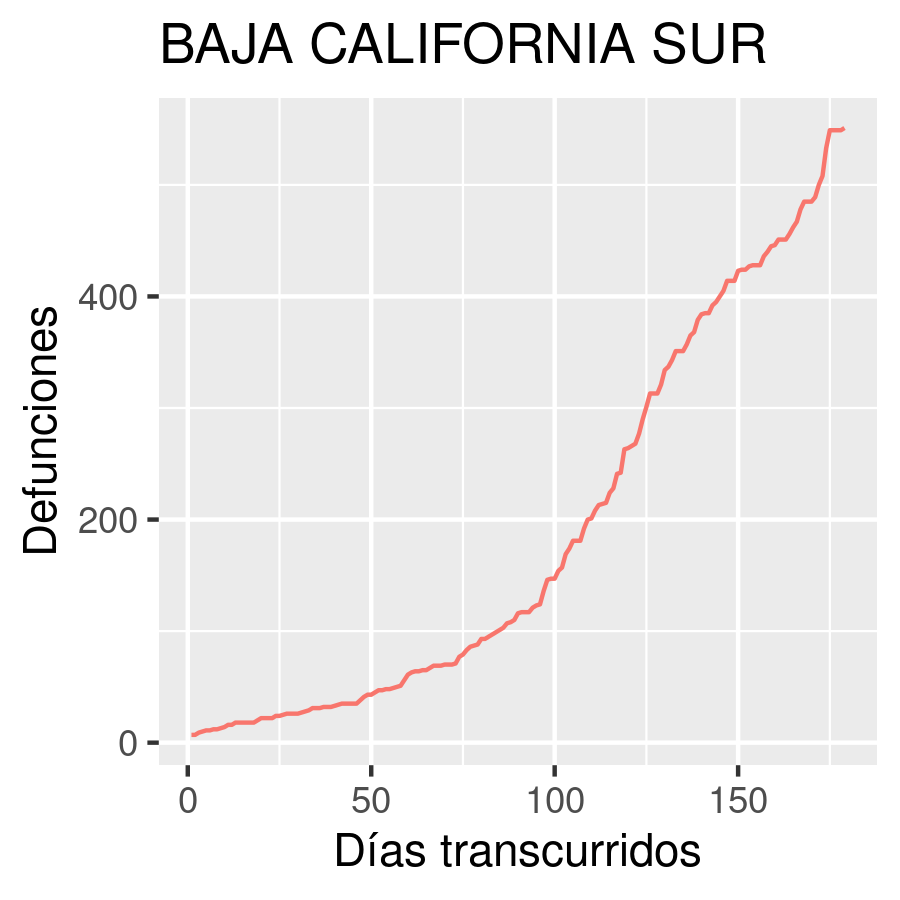 BAJA CALIFORNIA SUR
Defunciones
400
200
0
0 50 100 150
Días transcurridos